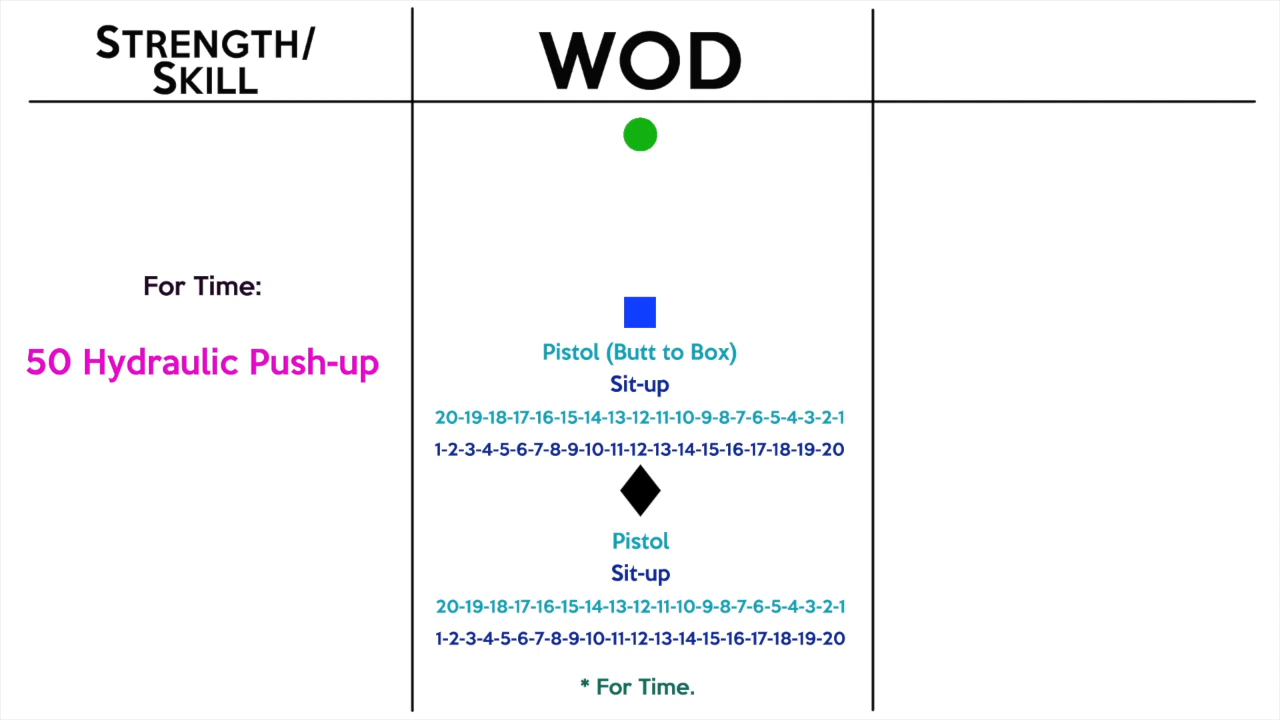 STRENGTH/
SKILL
WOD
For Time:
50 Hydraulic Push-up
Pistol (Butt to Box)
Sit-up
20-19-18-17-16-15-14-13-12-11-10-9-8-7-6-5-4-3-2-1
1-2-3-4-5-6-7-8-9-10-11-12-13-14-15-16-17-18-19-20
Pistol
Sit-up
20-19-18-17-16-15-14-13-12-11-10-9-8-7-6-5-4-3-2-1
1-2-3-4-5-6-7-8-9-10-11-12-13-14-15-16-17-18-19-20
* For Time.